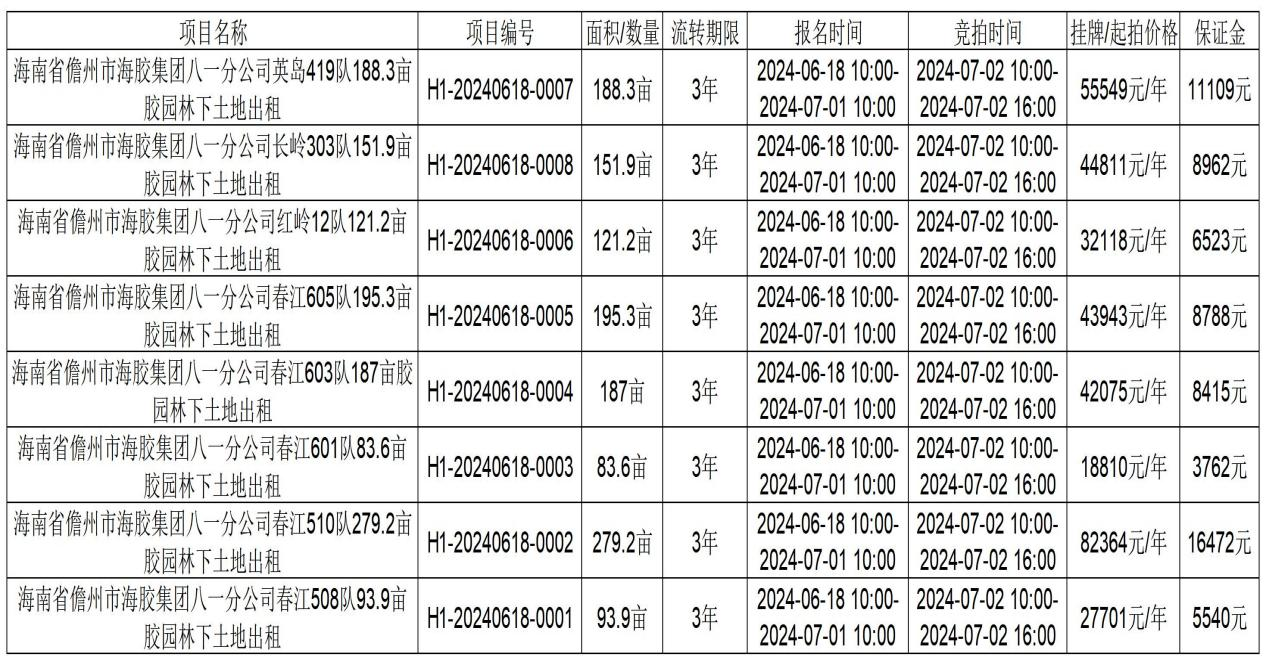 项目名称 项目编号 面积/数量 流转期限 报名时间 竞拍时间 挂牌/起拍价格 保证金
海南省儋州市海胶集团八一分公司英岛419队188.3亩
胶园林下土地出租
H1-20240618-0007 188.3亩 3年
2024-06-18 10:00-
2024-07-01 10:00
2024-07-02 10:00-
2024-07-02 16:00
55549元/年 11109元
海南省儋州市海胶集团八一分公司长岭303队151.9亩
胶园林下土地出租
H1-20240618-0008 151.9亩 3年
2024-06-18 10:00-
2024-07-01 10:00
2024-07-02 10:00-
2024-07-02 16:00
44811元/年 8962元
海南省儋州市海胶集团八一分公司红岭12队121.2亩
胶园林下土地出租
H1-20240618-0006 121.2亩 3年
2024-06-18 10:00-
2024-07-01 10:00
2024-07-02 10:00-
2024-07-02 16:00
32118元/年 6523元
海南省儋州市海胶集团八一分公司春江605队195.3亩
胶园林下土地出租
H1-20240618-0005 195.3亩 3年
2024-06-18 10:00-
2024-07-01 10:00
2024-07-02 10:00-
2024-07-02 16:00
43943元/年 8788元
海南省儋州市海胶集团八一分公司春江603队187亩胶
园林下土地出租
H1-20240618-0004 187亩 3年
2024-06-18 10:00-
2024-07-01 10:00
2024-07-02 10:00-
2024-07-02 16:00
42075元/年 8415元
海南省儋州市海胶集团八一分公司春江601队83.6亩
胶园林下土地出租
H1-20240618-0003 83.6亩 3年
2024-06-18 10:00-
2024-07-01 10:00
2024-07-02 10:00-
2024-07-02 16:00
18810元/年 3762元
海南省儋州市海胶集团八一分公司春江510队279.2亩
胶园林下土地出租
H1-20240618-0002 279.2亩 3年
2024-06-18 10:00-
2024-07-01 10:00
2024-07-02 10:00-
2024-07-02 16:00
82364元/年 16472元
海南省儋州市海胶集团八一分公司春江508队93.9亩
胶园林下土地出租
H1-20240618-0001 93.9亩 3年
2024-06-18 10:00-
2024-07-01 10:00
2024-07-02 10:00-
2024-07-02 16:00
27701元/年 5540元